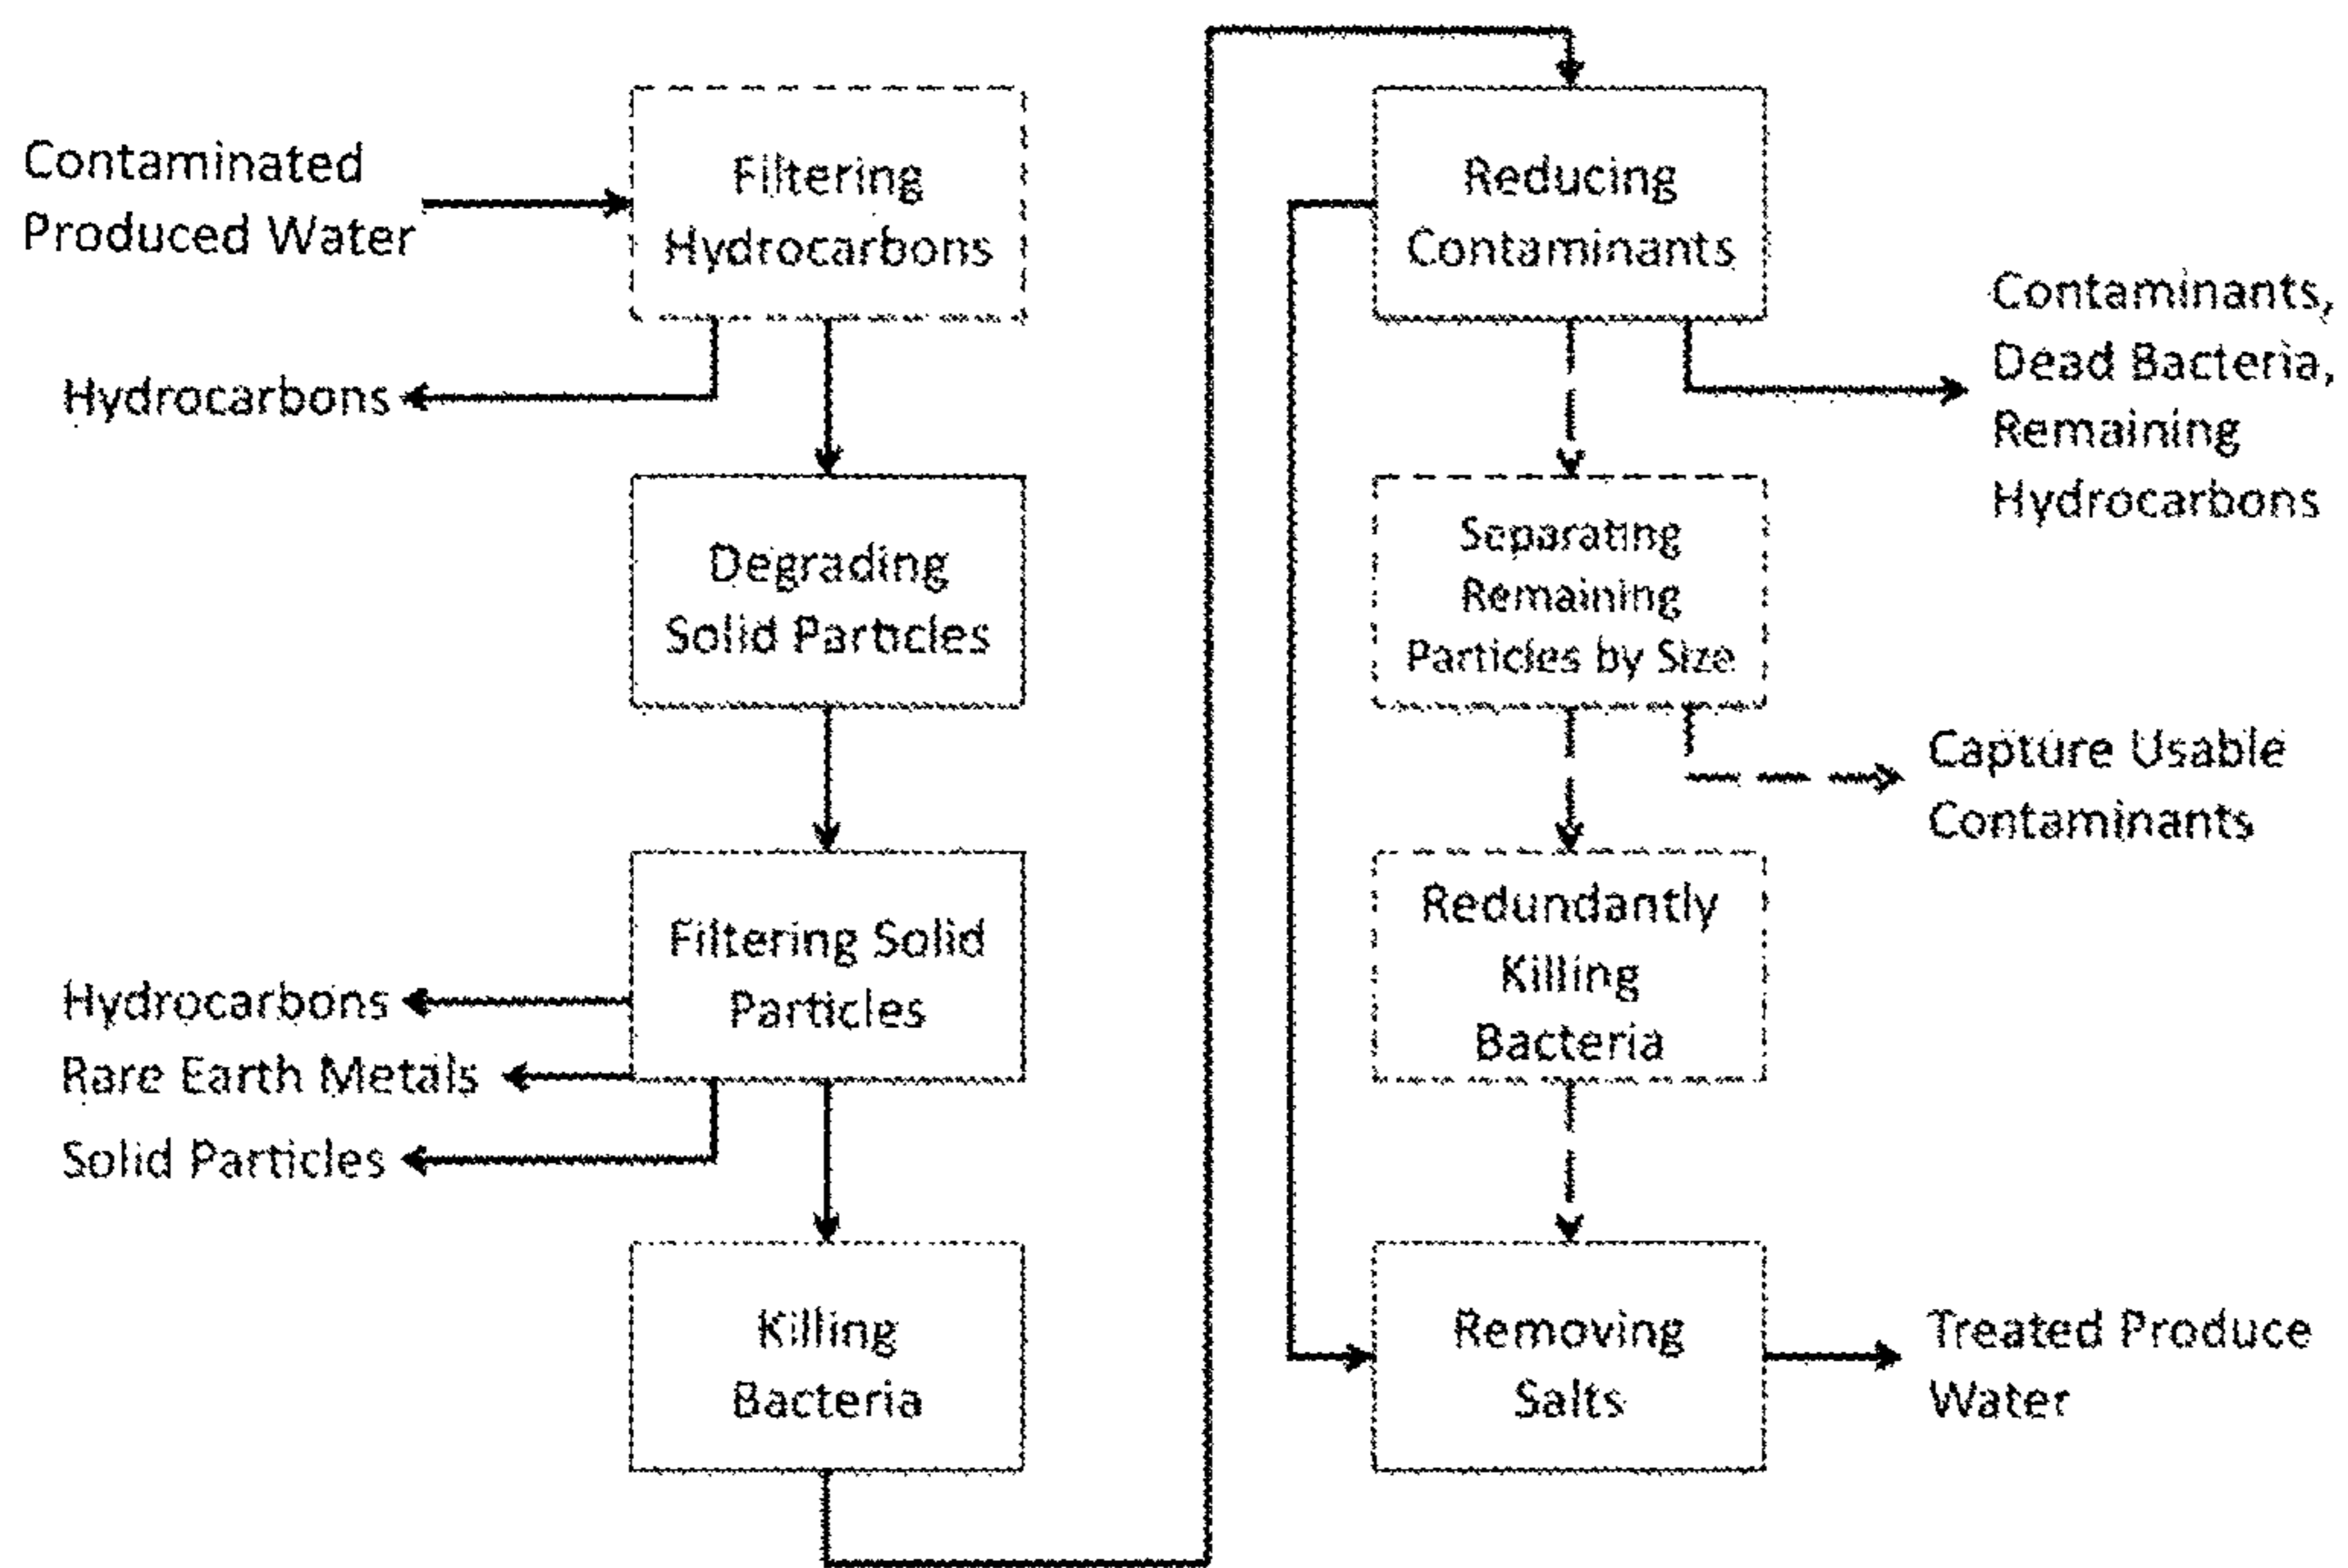 Contaminated
Produced Water
Filtering
Hydrocarbons
Hydrocarbons
Degrading
Solid Particles
Filtering Solid
Particles
Hydrocarbons
Rare Earth Metals
Solid Particles
Killing
Bacteria
Reducing
Contaminants
Contaminants,
Dead Bacteria,
Remaining
Hydrocarbons
Separating
Remaining
Particles by Size
Capture Usable
Contaminants
Redundantly
Killing
Bacteria
Removing
Salts
Treated Produce
Water